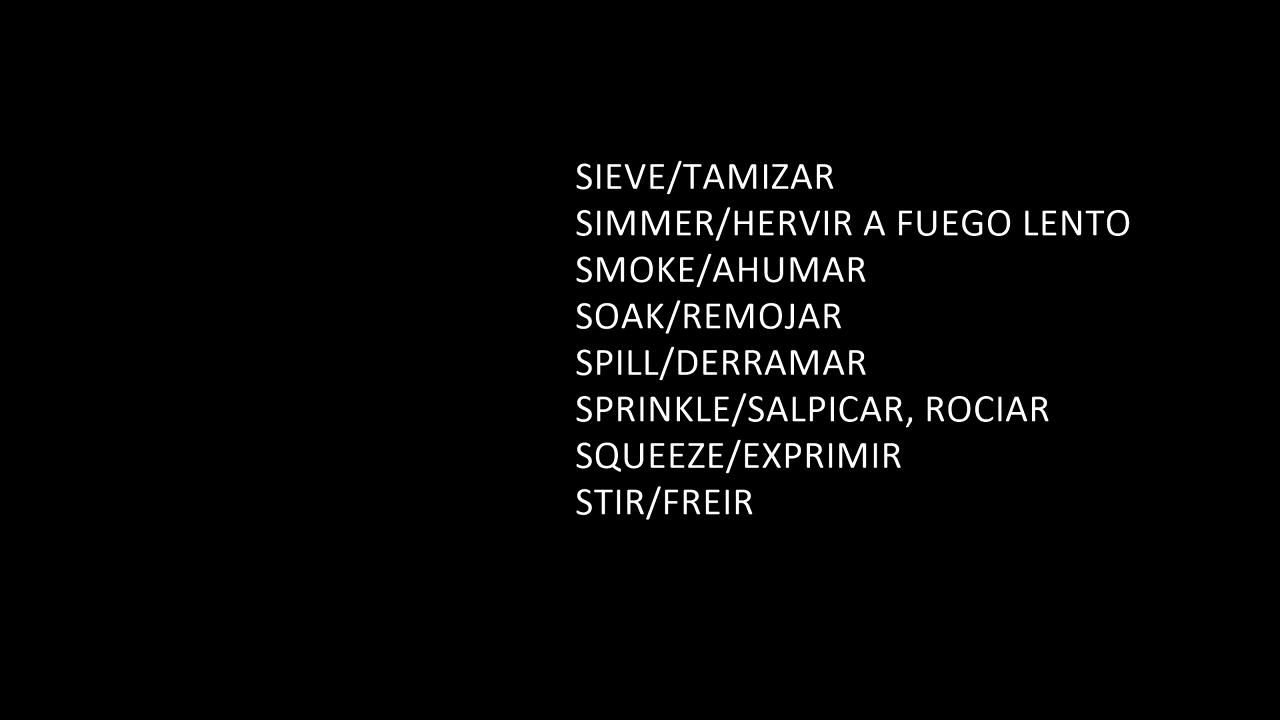 SIEVE/TAMIZAR
SIMMER/HERVIR A FUEGO LENTO
SMOKE/AHUMAR
SOAK/REMOJAR
SPILL/DERRAMAR
SPRINKLE/SALPICAR, ROCIAR
SQUEEZE/EXPRIMIR
STIR/FREIR